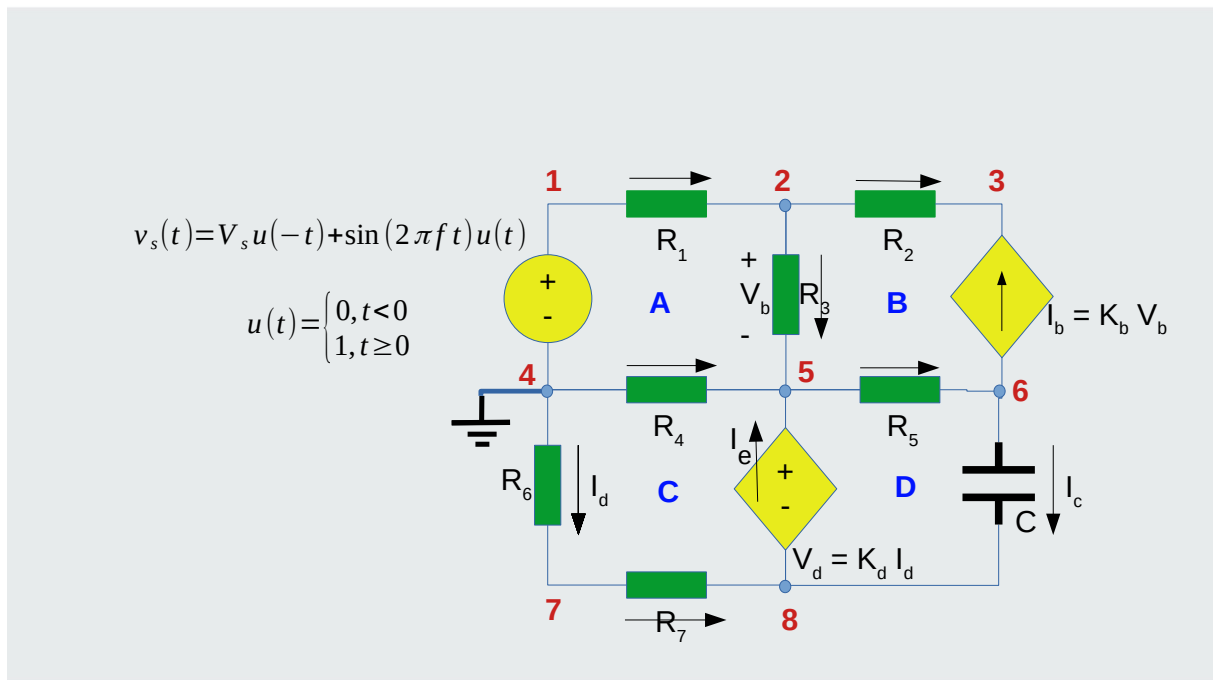 1 2 3
v_s(t)=V_s u(−t)+sin(2πft)u(t)
R_1 R_2
+
V_b R_3
-
+
-
A B
I_b = K_b V_b
u(t)={0,t<0
1,t≥0
4 5 6
R_4 R_5
I_e
R_6 I_d C D I_c
+
-
C
V_d = K_d I_d
7 8
R_7